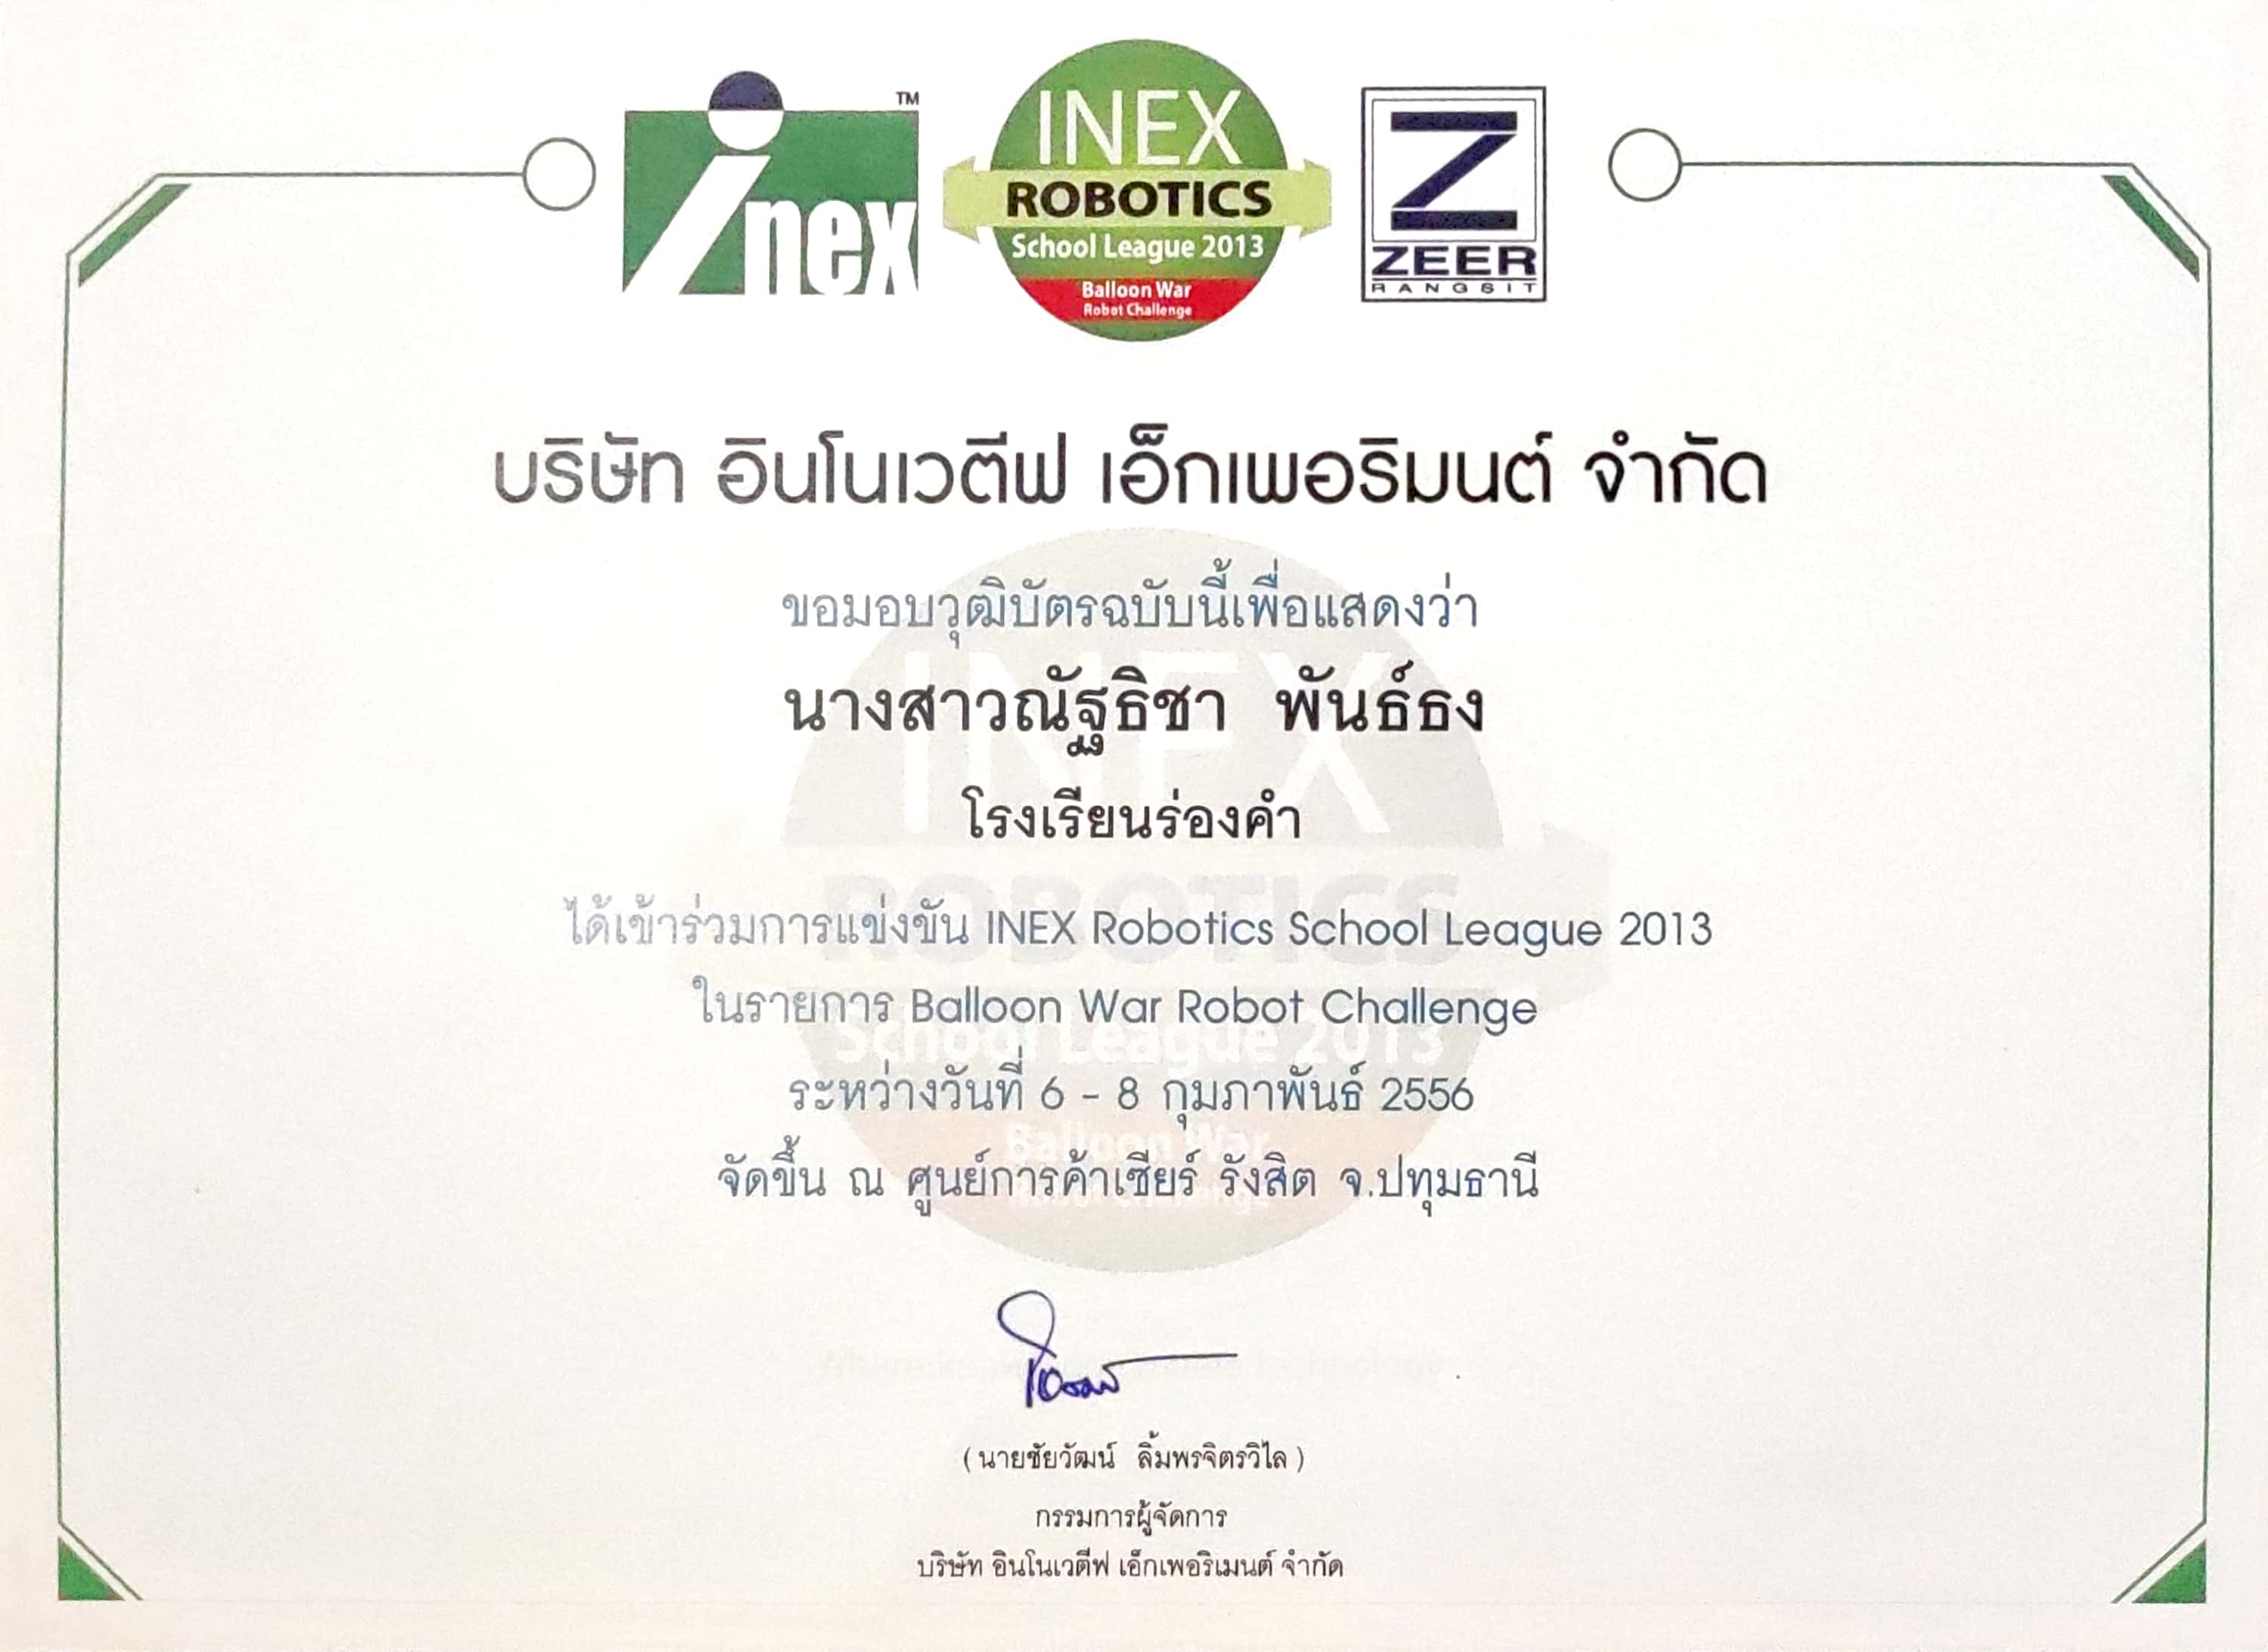 inex TM
INEX
ROBOTICS
School League 2013
Balloon War
Robot Challenge
Z
ZEER
RANGSIT
บริษัท อินโนเวตีฟ เอ็กเพอริมนต์ จำกัด
ขอมอบวุฒิบัตรฉบับนี้เพื่อแสดงว่า
นางสาวณัฐธิชา พันธ์ธง
โรงเรียนร่องคำ
ได้เข้าร่วมการแข่งขัน INEX Robotics School League 2013
ในรายการ Balloon War Robot Challenge
ระหว่างวันที่ 6 - 8 กุมภาพันธ์ 2556
จัดขึ้น ณ ศูนย์การค้าเซียร์ รังสิต จ.ปทุมธานี
( นายชัยวัฒน์ ลิ้มพรจิตรวิไล )
กรรมการผู้จัดการ
บริษัท อินโนเวตีฟ เอ็กเพอริเมนต์ จำกัด